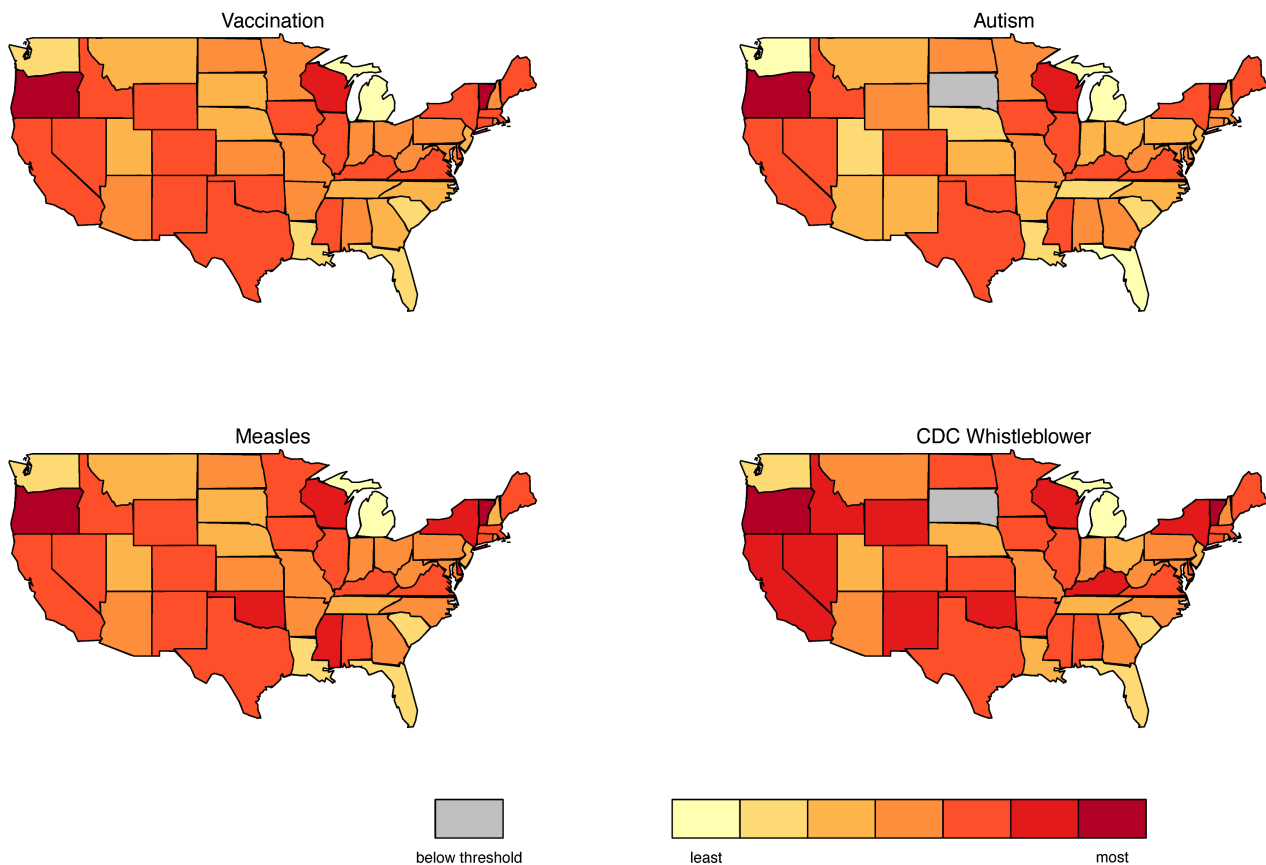 Vaccination
Autism
Measles
CDC Whistleblower
below threshold
least
most